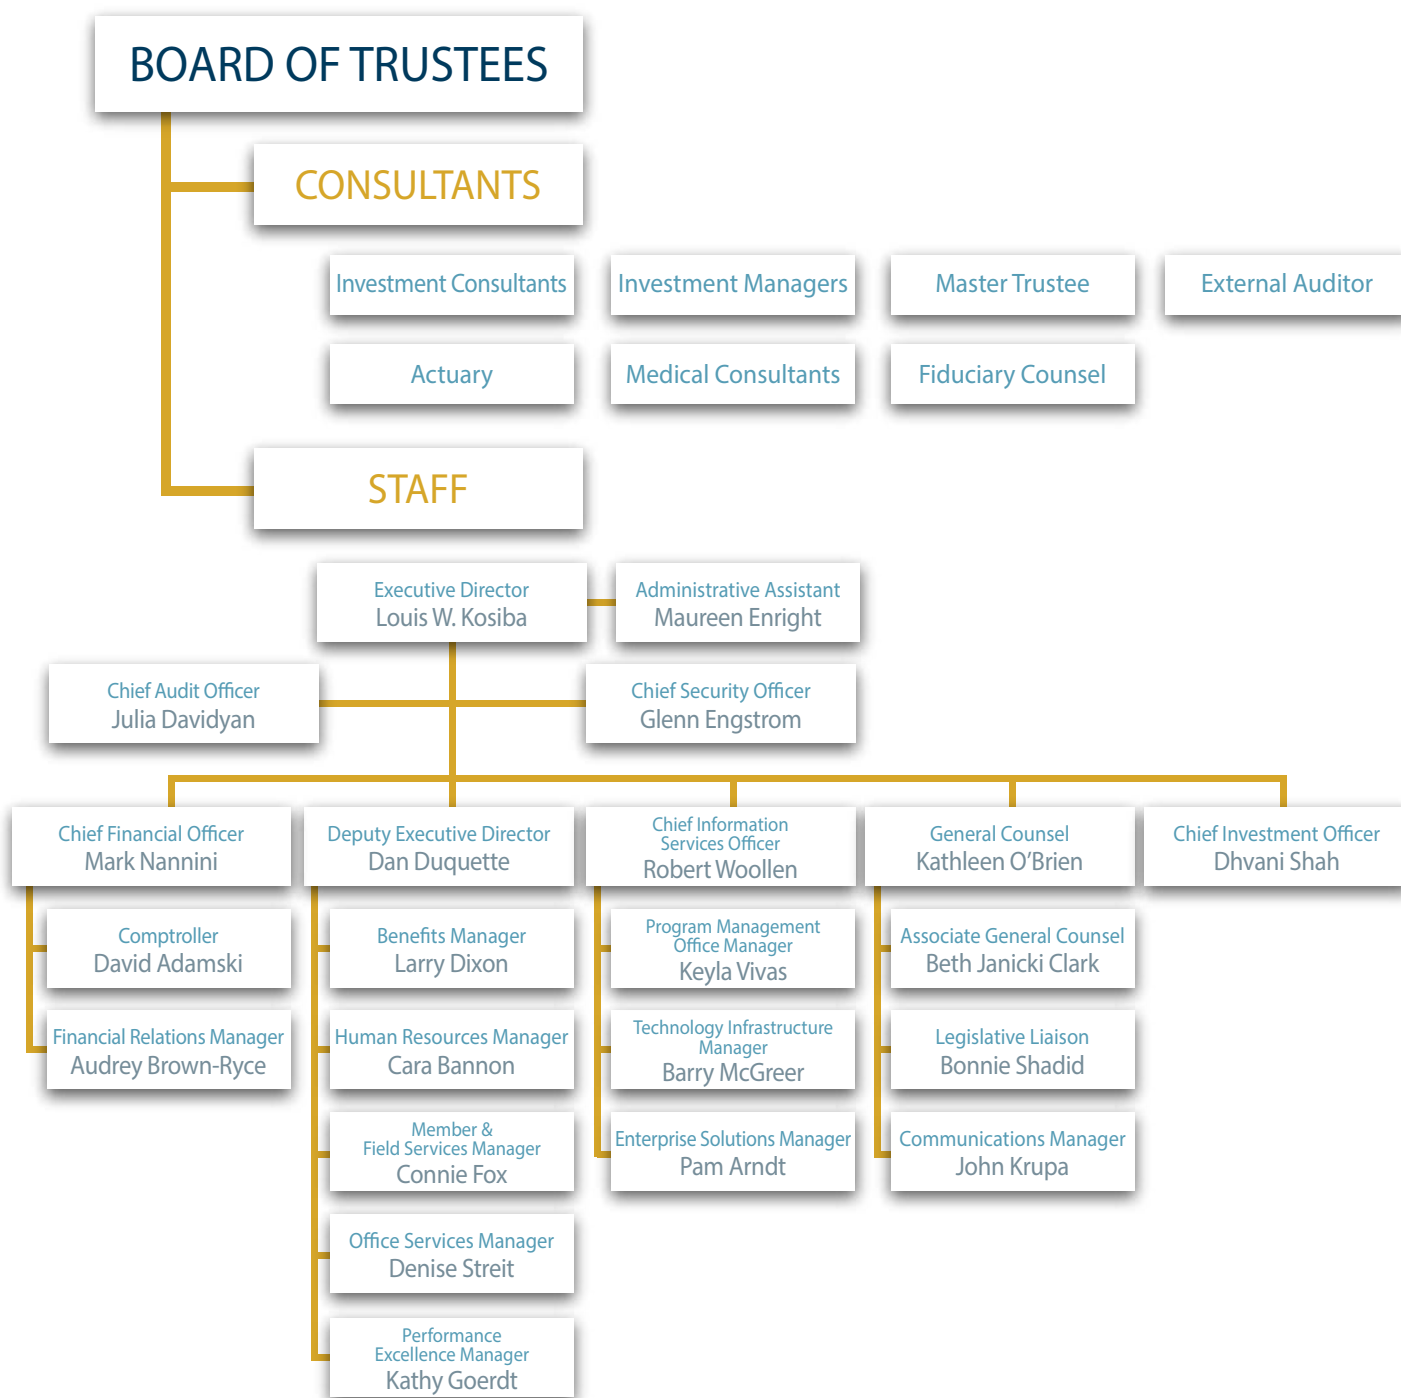 BOARD OF TRUSTEES
CONSULTANTS
Investment Consultants
Investment Managers
Master Trustee
External Auditor
Actuary
Medical Consultants
Fiduciary Counsel
STAFF
Executive Director
Louis W. Kosiba
Administrative Assistant
Maureen Enright
Chief Audit Officer
Julia Davidyan
Chief Security Officer
Glenn Engstrom
Chief Financial Officer
Mark Nannini
Deputy Executive Director
Dan Duquette
Chief Information
Services Officer
Robert Woollen
General Counsel
Kathleen O’Brien
Chief Investment Officer
Dhvani Shah
Comptroller
David Adamski
Financial Relations Manager
Audrey Brown-Ryce
Benefits Manager
Larry Dixon
Human Resources Manager
Cara Bannon
Member &
Field Services Manager
Connie Fox
Office Services Manager
Denise Streit
Performance
Excellence Manager
Kathy Goerdt
Program Management
Office Manager
Keyla Vivas
Technology Infrastructure
Manager
Barry McGreer
Enterprise Solutions Manager
Pam Arndt
Associate General Counsel
Beth Janicki Clark
Legislative Liaison
Bonnie Shadid
Communications Manager
John Krupa